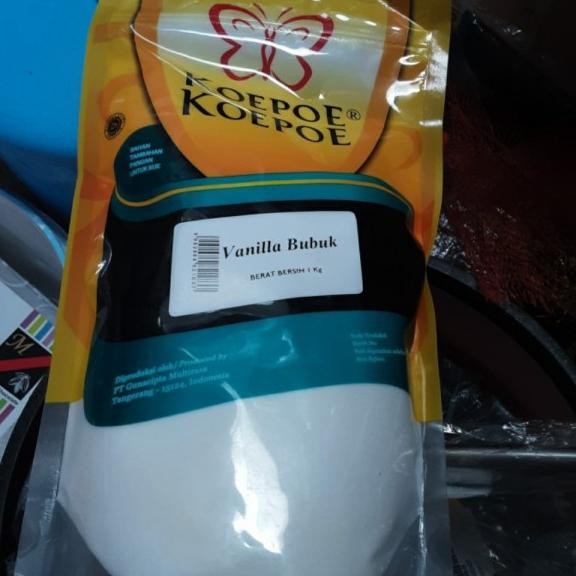 KOEPOE®
KOEPOE
BAHAN
TAMBAHAN
PANGAN
Vanilla Bubuk
BERAT BERSIH 1 Kg
Diproduksi oleh/Produced by
PT Gunacipta Multirasa
Tangerang - 15124, Indonesia
M